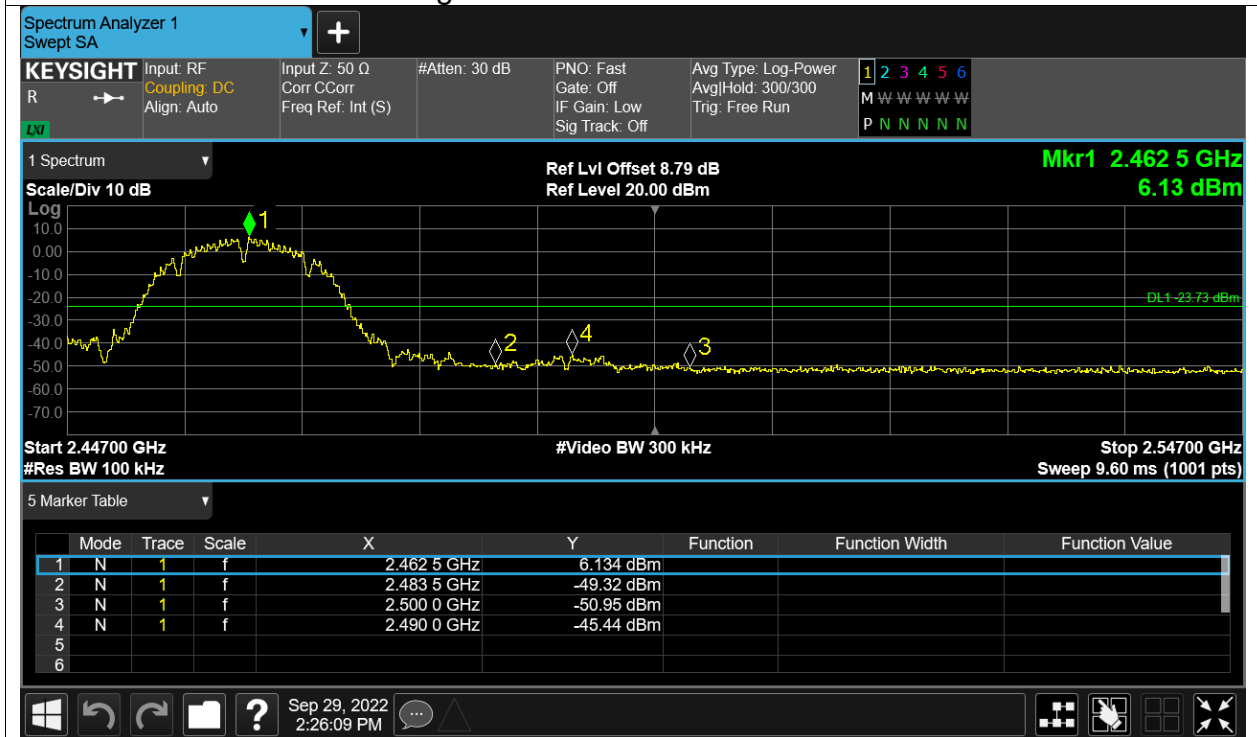 Spectrum Analyzer 1
Swept SA
+
KEYSIGHT Input: RF Input Z: 50 Ω #Atten: 30 dB PNO: Fast Avg Type: Log-Power 1 2 3 4 5 6
R Coupling: DC Corr CCorr Gate: Off Avg|Hold: 300/300 M W W W W W
Align: Auto Freq Ref: Int (S) IF Gain: Low Trig: Free Run
LXI Sig Track: Off P N N N N N N
1 Spectrum Ref Lvl Offset 8.79 dB Mkr1 2.462 5 GHz
Scale/Div 10 dB Ref Level 20.00 dBm 6.13 dBm
Log
10.0 1
0.00
-10.0
-20.0 DL1 -23.73 dBm
-30.0
-40.0 2 4 3
-50.0
-60.0
-70.0
Start 2.44700 GHz #Video BW 300 kHz Stop 2.54700 GHz
#Res BW 100 kHz Sweep 9.60 ms (1001 pts)
5 Marker Table
Mode Trace Scale X Y Function Function Width Function Value
1 N 1 f 2.462 5 GHz 6.134 dBm
2 N 1 f 2.483 5 GHz -49.32 dBm
3 N 1 f 2.500 0 GHz -50.95 dBm
4 N 1 f 2.490 0 GHz -45.44 dBm
5
6
? Sep 29, 2022
2:26:09 PM